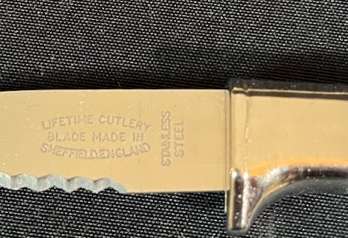 LIFETIME CUTLERY
BLADE MADE IN
SHEFFIELD, ENGLAND
STAINLESS
STEEL